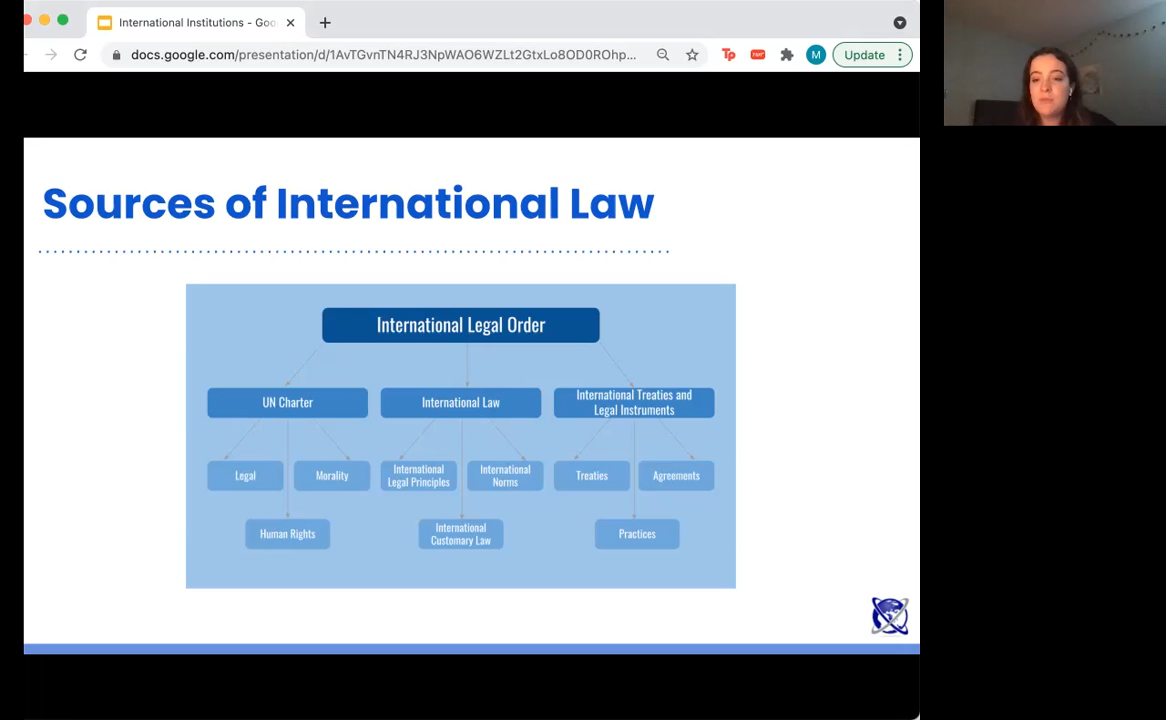 International Institutions - Goo
docs.google.com/presentation/d/1AvTGvnTN4RJ3NpWAO6WZLt2GtxLo8OD0ROhp...
Tp
M
Update
Sources of International Law
International Legal Order
UN Charter
International Law
International Treaties and
Legal Instruments
Legal
Morality
International
Legal Principles
International
Norms
Treaties
Agreements
Human Rights
International
Customary Law
Practices